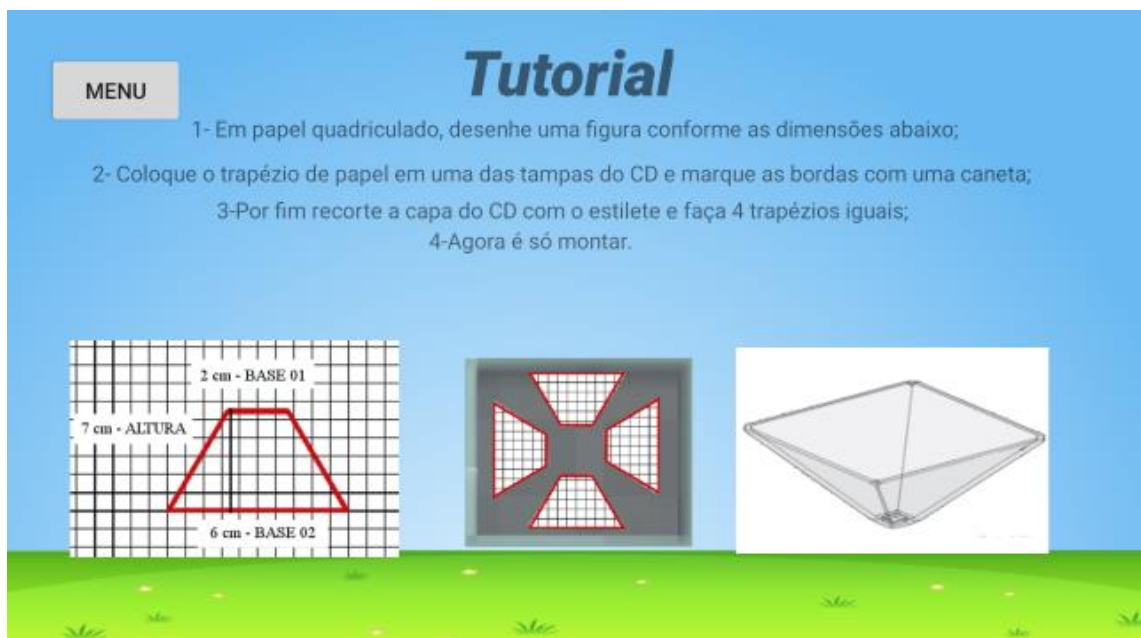 Tutorial
MENU
1- Em papel quadriculado, desenhe uma figura conforme as dimensões abaixo;
2- Coloque o trapézio de papel em uma das tampas do CD e marque as bordas com uma caneta;
3-Por fim recorte a capa do CD com o estilete e faça 4 trapézios iguais;
4-Agora é só montar.
2 cm - BASE 01
7 cm - ALTURA
6 cm - BASE 02